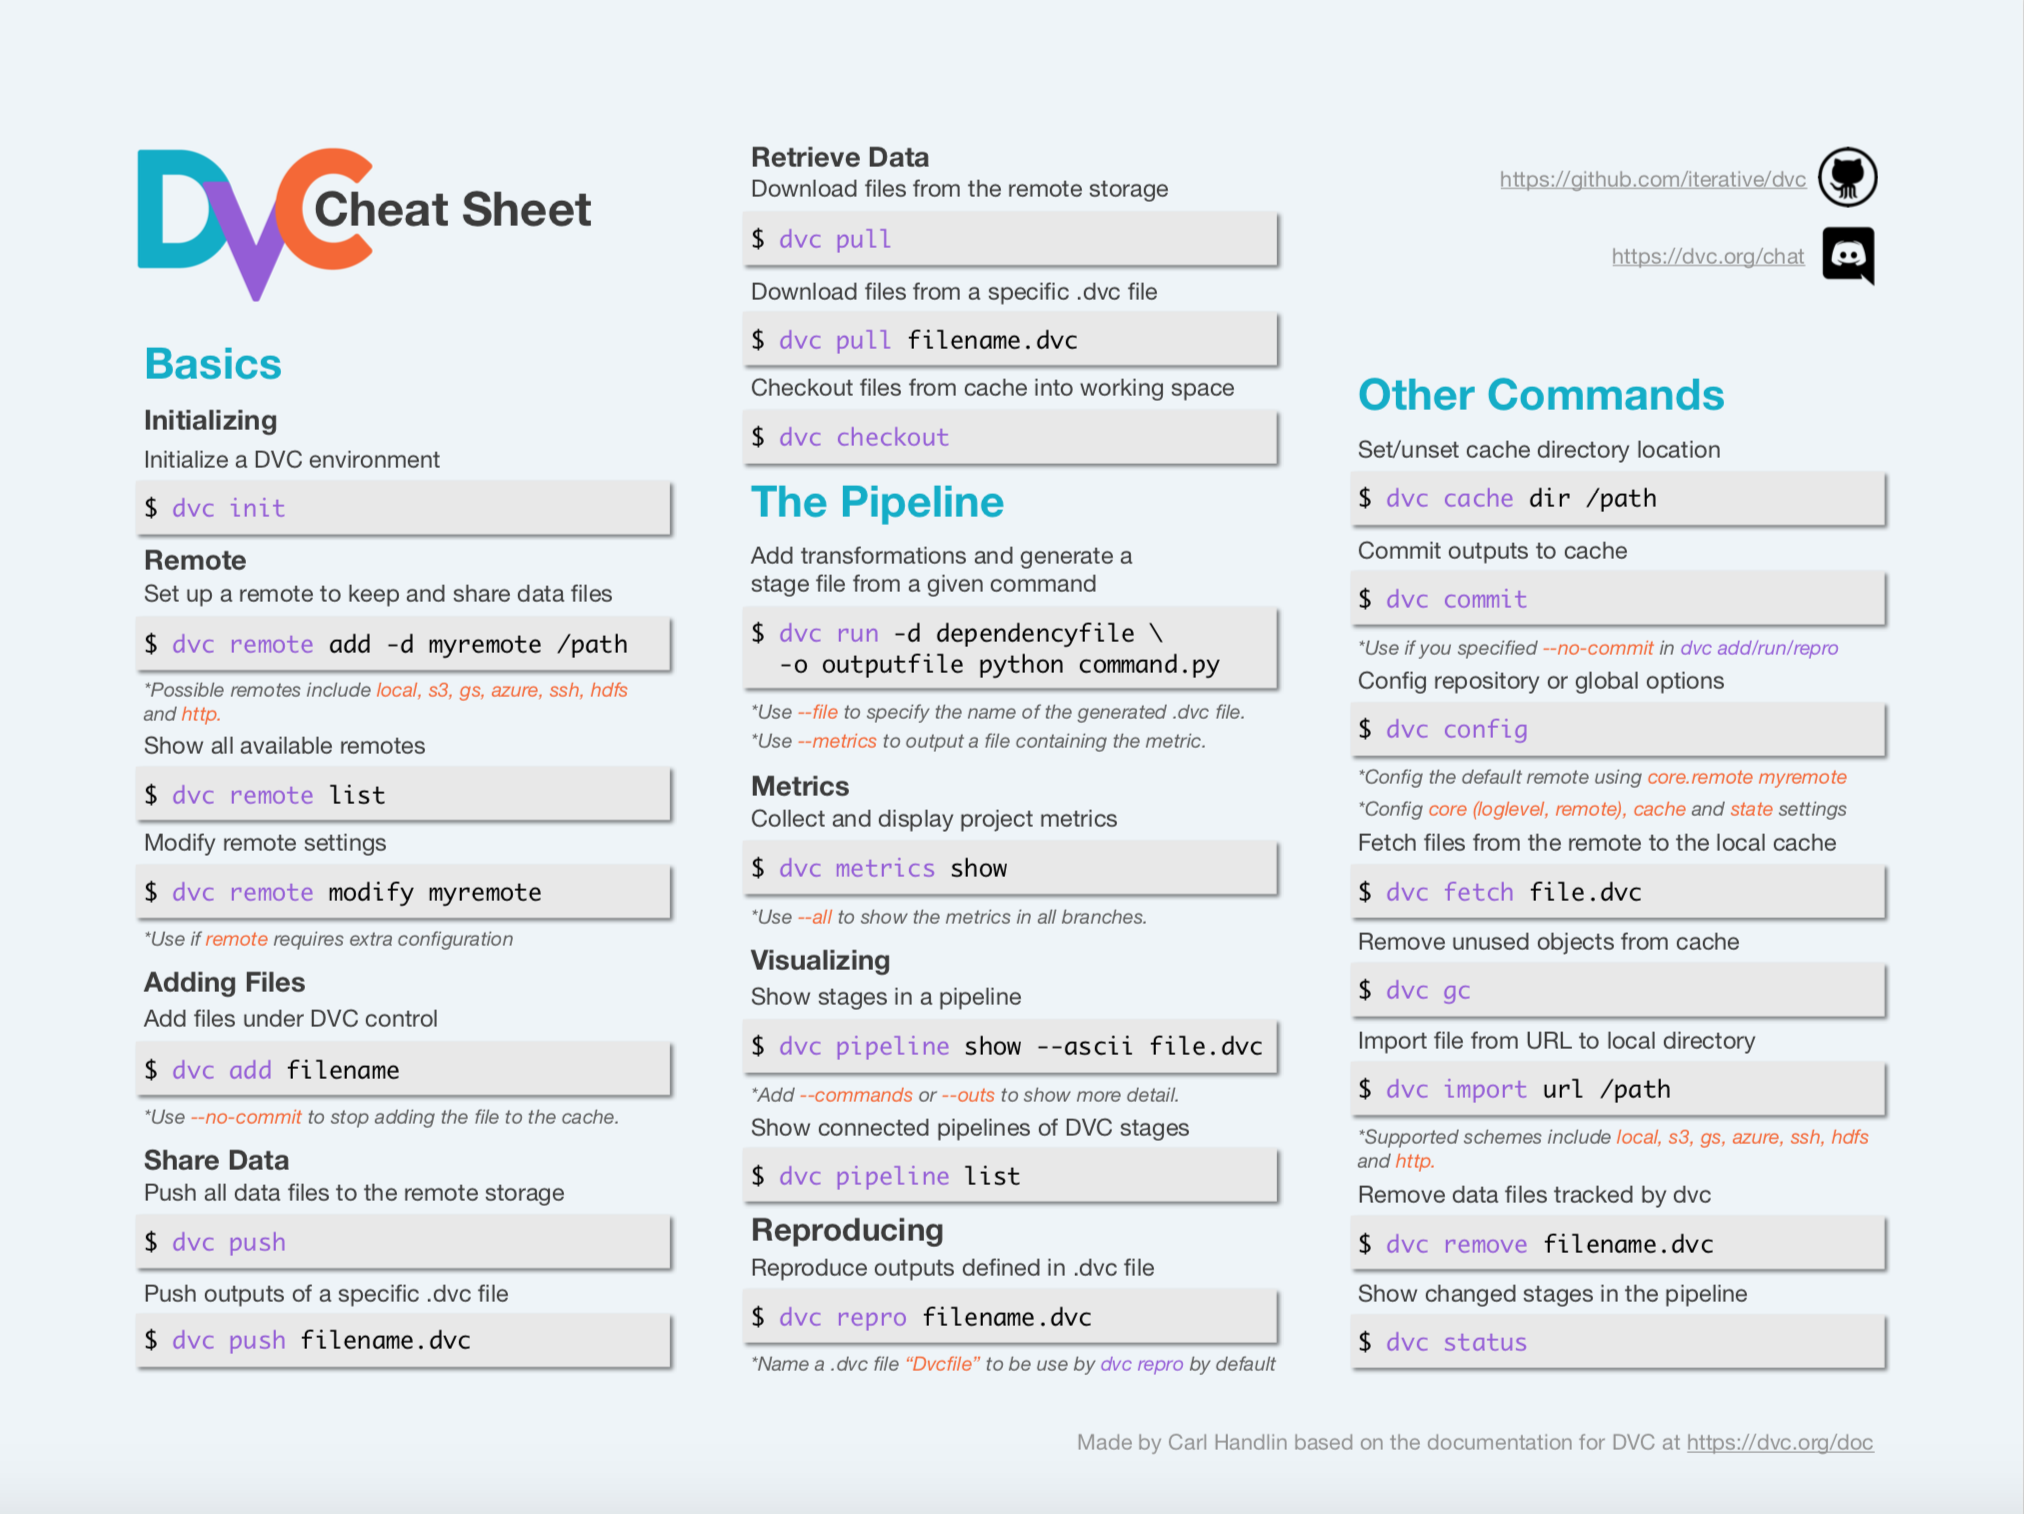 DVC Cheat Sheet
Basics
Initializing
Initialize a DVC environment
$ dvc init
Remote
Set up a remote to keep and share data files
$ dvc remote add -d myremote /path
*Possible remotes include local, s3, gs, azure, ssh, hdfs
and http.
Show all available remotes
$ dvc remote list
Modify remote settings
$ dvc remote modify myremote
*Use if remote requires extra configuration
Adding Files
Add files under DVC control
$ dvc add filename
*Use --no-commit to stop adding the file to the cache.
Share Data
Push all data files to the remote storage
$ dvc push
Push outputs of a specific .dvc file
$ dvc push filename.dvc
Retrieve Data
Download files from the remote storage
$ dvc pull
Download files from a specific .dvc file
$ dvc pull filename.dvc
Checkout files from cache into working space
$ dvc checkout
The Pipeline
Add transformations and generate a
stage file from a given command
$ dvc run -d dependencyfile \
-o outputfile python command.py
*Use --file to specify the name of the generated .dvc file.
*Use --metrics to output a file containing the metric.
Metrics
Collect and display project metrics
$ dvc metrics show
*Use --all to show the metrics in all branches.
Visualizing
Show stages in a pipeline
$ dvc pipeline show --ascii file.dvc
*Add --commands or --outs to show more detail.
Show connected pipelines of DVC stages
$ dvc pipeline list
Reproducing
Reproduce outputs defined in .dvc file
$ dvc repro filename.dvc
*Name a .dvc file “Dvcfile” to be use by dvc repro by default
https://github.com/iterative/dvc
https://dvc.org/chat
Other Commands
Set/unset cache directory location
$ dvc cache dir /path
Commit outputs to cache
$ dvc commit
*Use if you specified --no-commit in dvc add/run/repro
Config repository or global options
$ dvc config
*Config the default remote using core.remote myremote
*Config core (loglevel, remote), cache and state settings
Fetch files from the remote to the local cache
$ dvc fetch file.dvc
Remove unused objects from cache
$ dvc gc
Import file from URL to local directory
$ dvc import url /path
*Supported schemes include local, s3, gs, azure, ssh, hdfs
and http.
Remove data files tracked by dvc
$ dvc remove filename.dvc
Show changed stages in the pipeline
$ dvc status
Made by Carl Handlin based on the documentation for DVC at https://dvc.org/doc